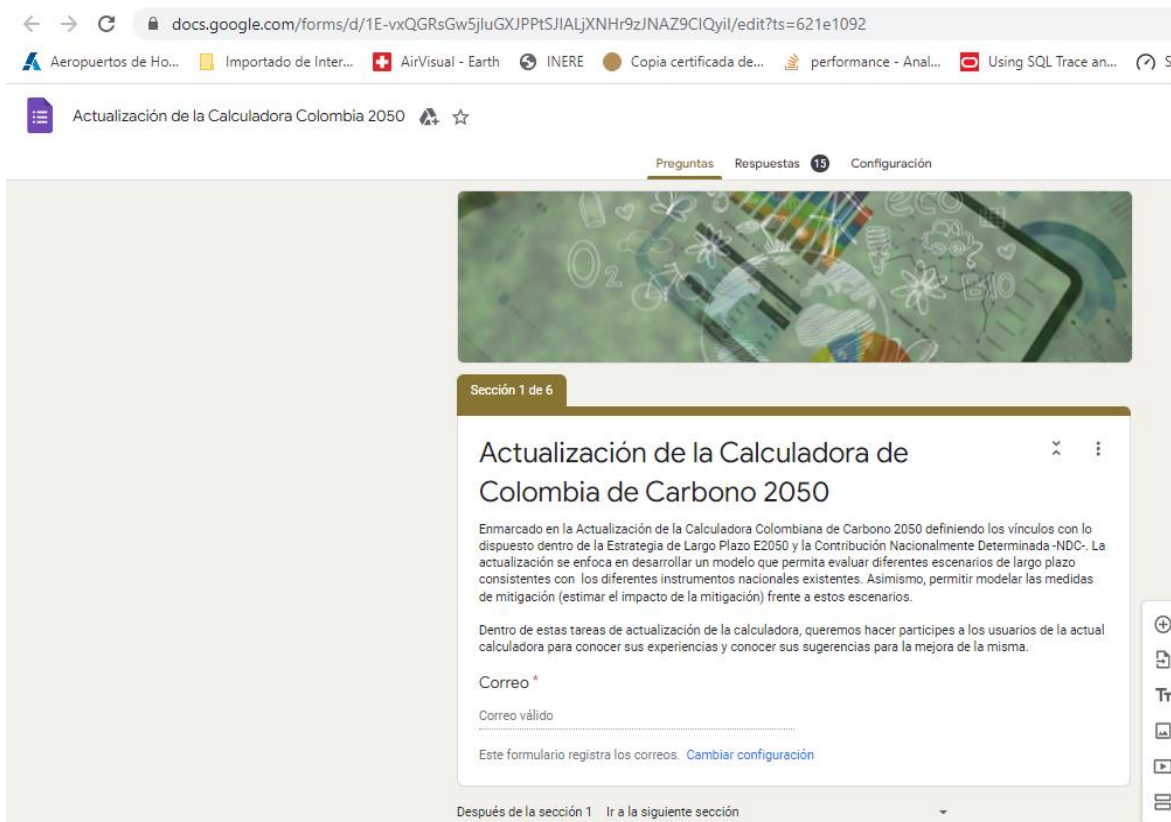 docs.google.com/forms/d/1E-vxQGRsGw5jIuGXJPPtSJIALjXNHr9zJNAZ9ClQyiI/edit?ts=621e1092
Aeropuertos de Ho... Importado de Inter... AirVisual - Earth INERE Copia certificada de... performance - Anal... Using SQL Trace an... S
Actualización de la Calculadora Colombia 2050
Preguntas Respuestas 15 Configuración
eco
O2
BIO
Sección 1 de 6
Actualización de la Calculadora de
Colombia de Carbono 2050
Enmarcado en la Actualización de la Calculadora Colombiana de Carbono 2050 definiendo los vínculos con lo
dispuesto dentro de la Estrategia de Largo Plazo E2050 y la Contribución Nacionalmente Determinada -NDC-. La
actualización se enfoca en desarrollar un modelo que permita evaluar diferentes escenarios de largo plazo
consistentes con los diferentes instrumentos nacionales existentes. Asimismo, permitir modelar las medidas
de mitigación (estimar el impacto de la mitigación) frente a estos escenarios.
Dentro de estas tareas de actualización de la calculadora, queremos hacer participes a los usuarios de la actual
calculadora para conocer sus experiencias y conocer sus sugerencias para la mejora de la misma.
Correo *
Correo válido
Este formulario registra los correos. Cambiar configuración
Después de la sección 1 Ir a la siguiente sección